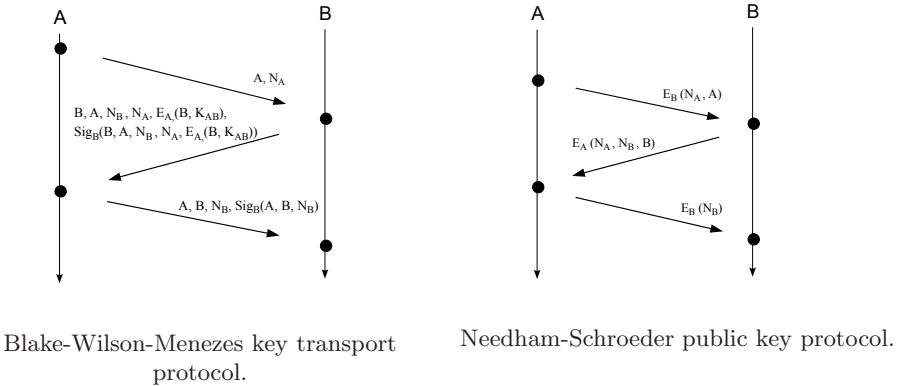 A
B
A, N_A
B, A, N_B, N_A, E_A,(B, K_AB),
Sig_B(B, A, N_B, N_A, E_A,(B, K_AB))
A, B, N_B, Sig_B(A, B, N_B)
Blake-Wilson-Menezes key transport
protocol.
A
B
E_B (N_A, A)
E_A (N_A, N_B, B)
E_B (N_B)
Needham-Schroeder public key protocol.